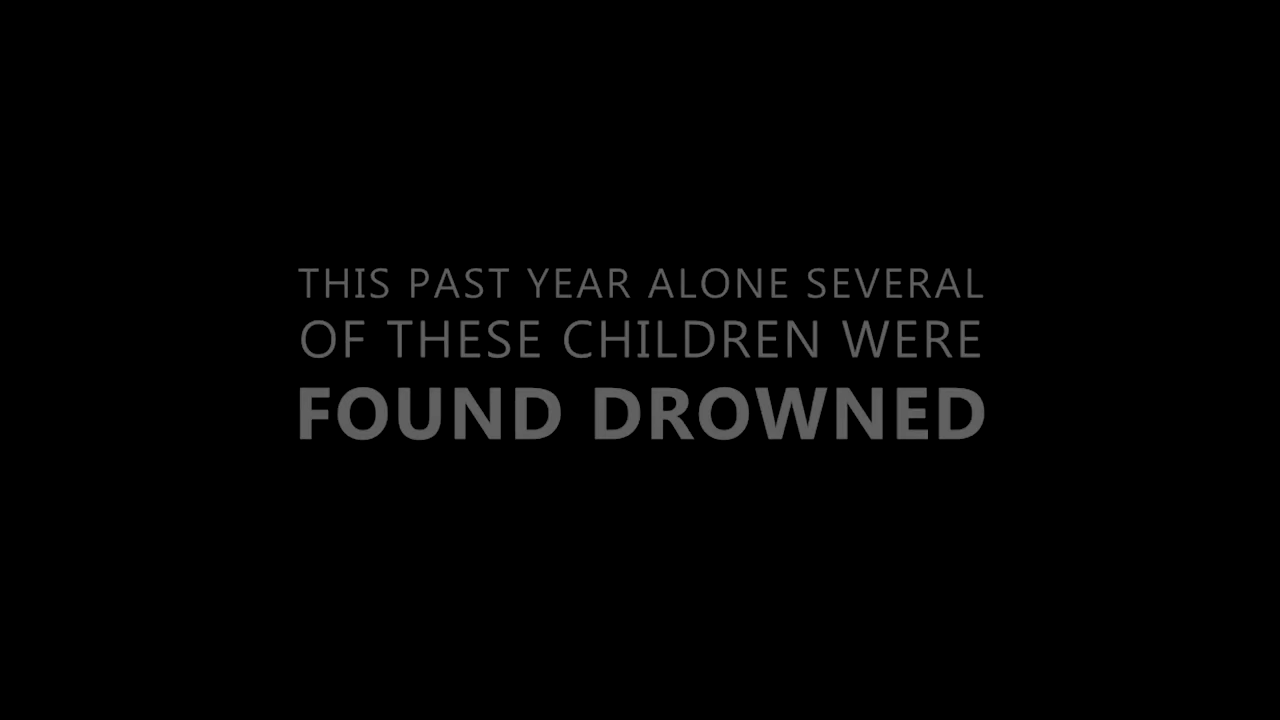 THIS PAST YEAR ALONE SEVERAL
OF THESE CHILDREN WERE
FOUND DROWNED